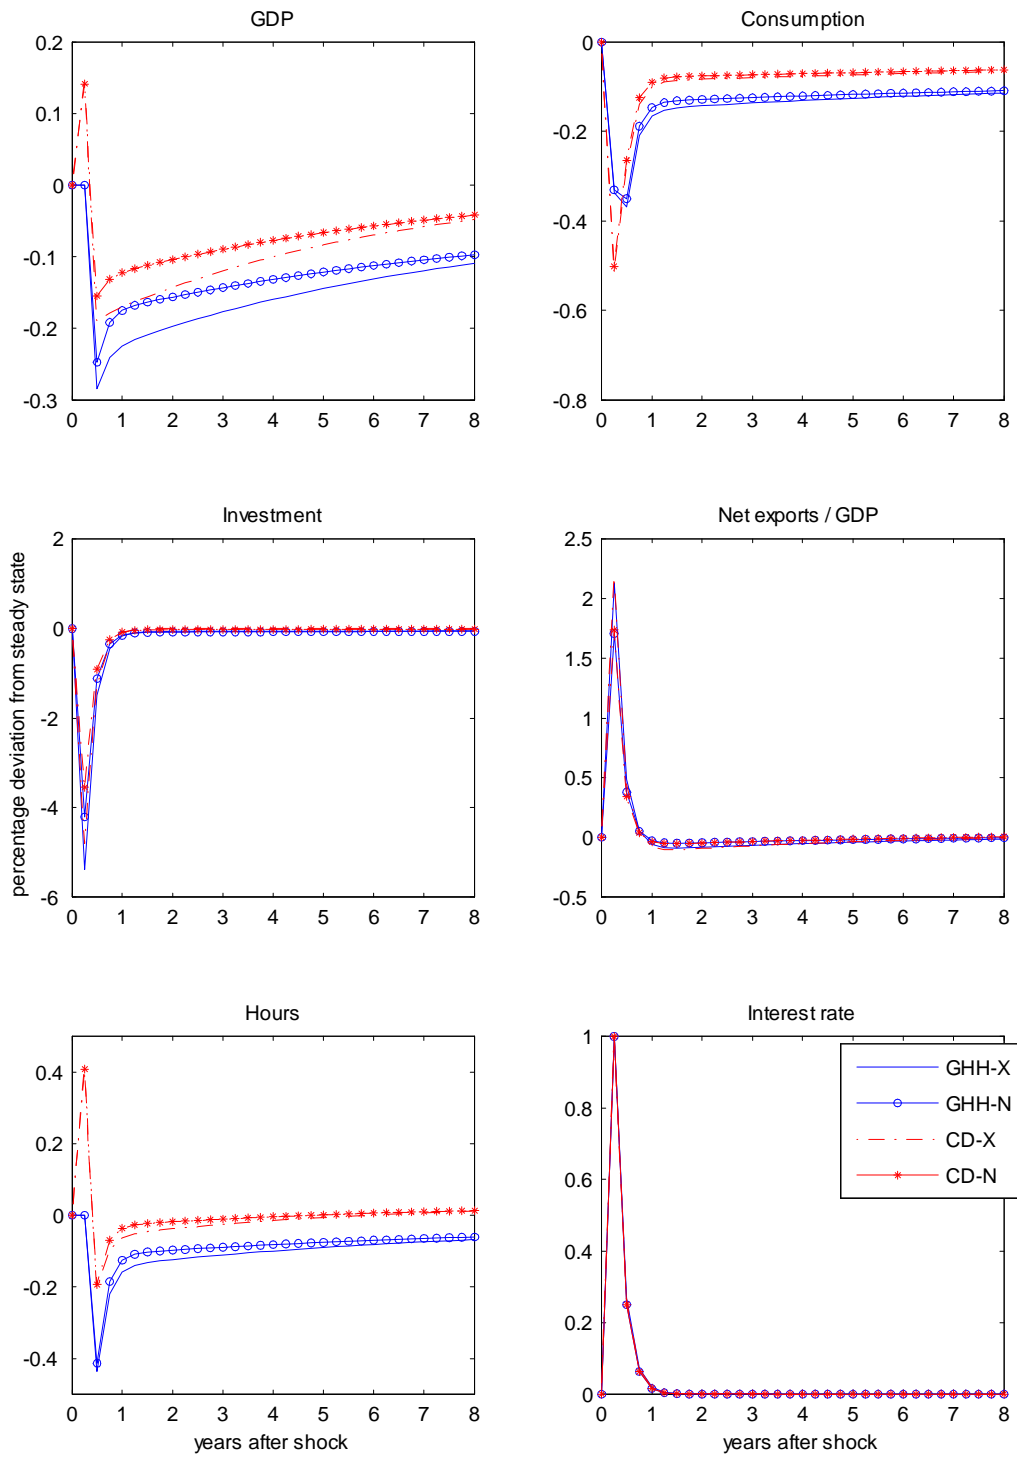 GDP
0.2
0.1
0
-0.1
-0.2
-0.3
0 1 2 3 4 5 6 7 8
Consumption
0
-0.2
-0.4
-0.6
-0.8
0 1 2 3 4 5 6 7 8
percentage deviation from steady state
Investment
2
0
-2
-4
-6
0 1 2 3 4 5 6 7 8
Net exports / GDP
2.5
2
1.5
1
0.5
0
-0.5
0 1 2 3 4 5 6 7 8
Hours
0.4
0.2
0
-0.2
-0.4
0 1 2 3 4 5 6 7 8
years after shock
Interest rate
1
0.8
0.6
0.4
0.2
0
0 1 2 3 4 5 6 7 8
years after shock
GHH-X
GHH-N
CD-X
CD-N